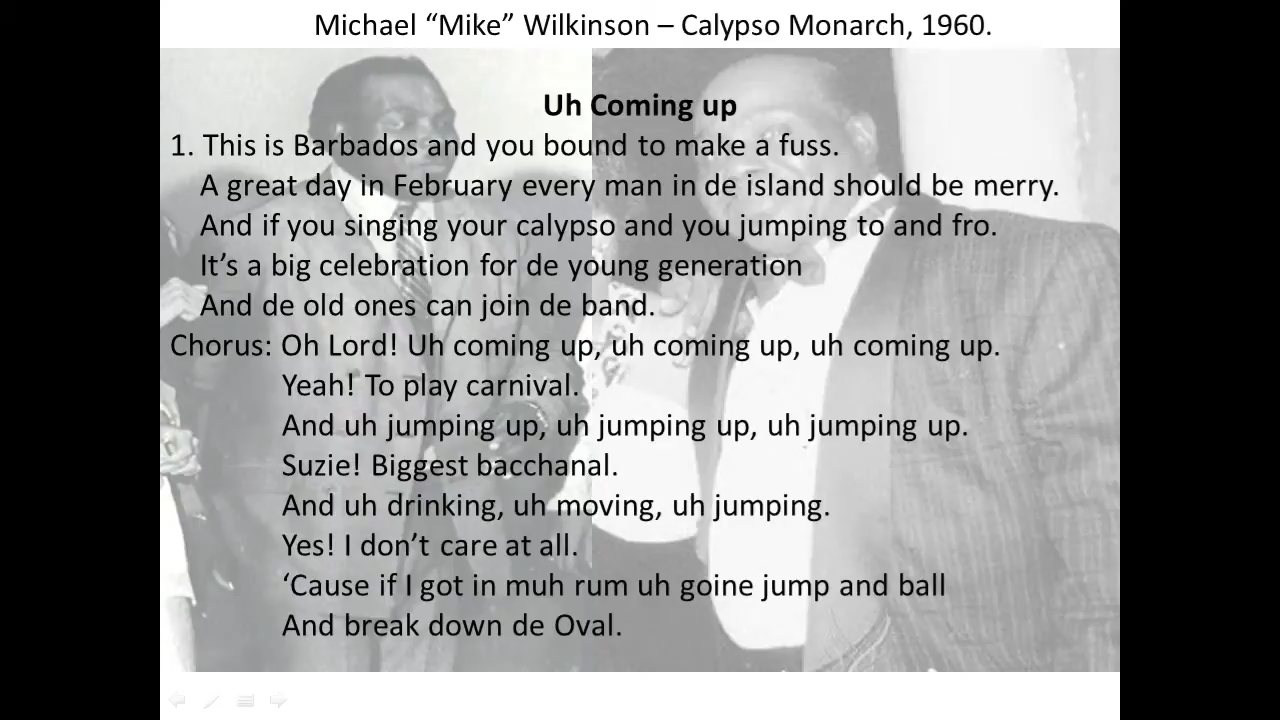 Michael “Mike” Wilkinson – Calypso Monarch, 1960.
Uh Coming up
1. This is Barbados and you bound to make a fuss.
A great day in February every man in de island should be merry.
And if you singing your calypso and you jumping to and fro.
It’s a big celebration for de young generation
And de old ones can join de band.
Chorus: Oh Lord! Uh coming up, uh coming up, uh coming up.
Yeah! To play carnival.
And uh jumping up, uh jumping up, uh jumping up.
Suzie! Biggest bacchanal.
And uh drinking, uh moving, uh jumping.
Yes! I don’t care at all.
‘Cause if I got in muh rum uh goine jump and ball
And break down de Oval.